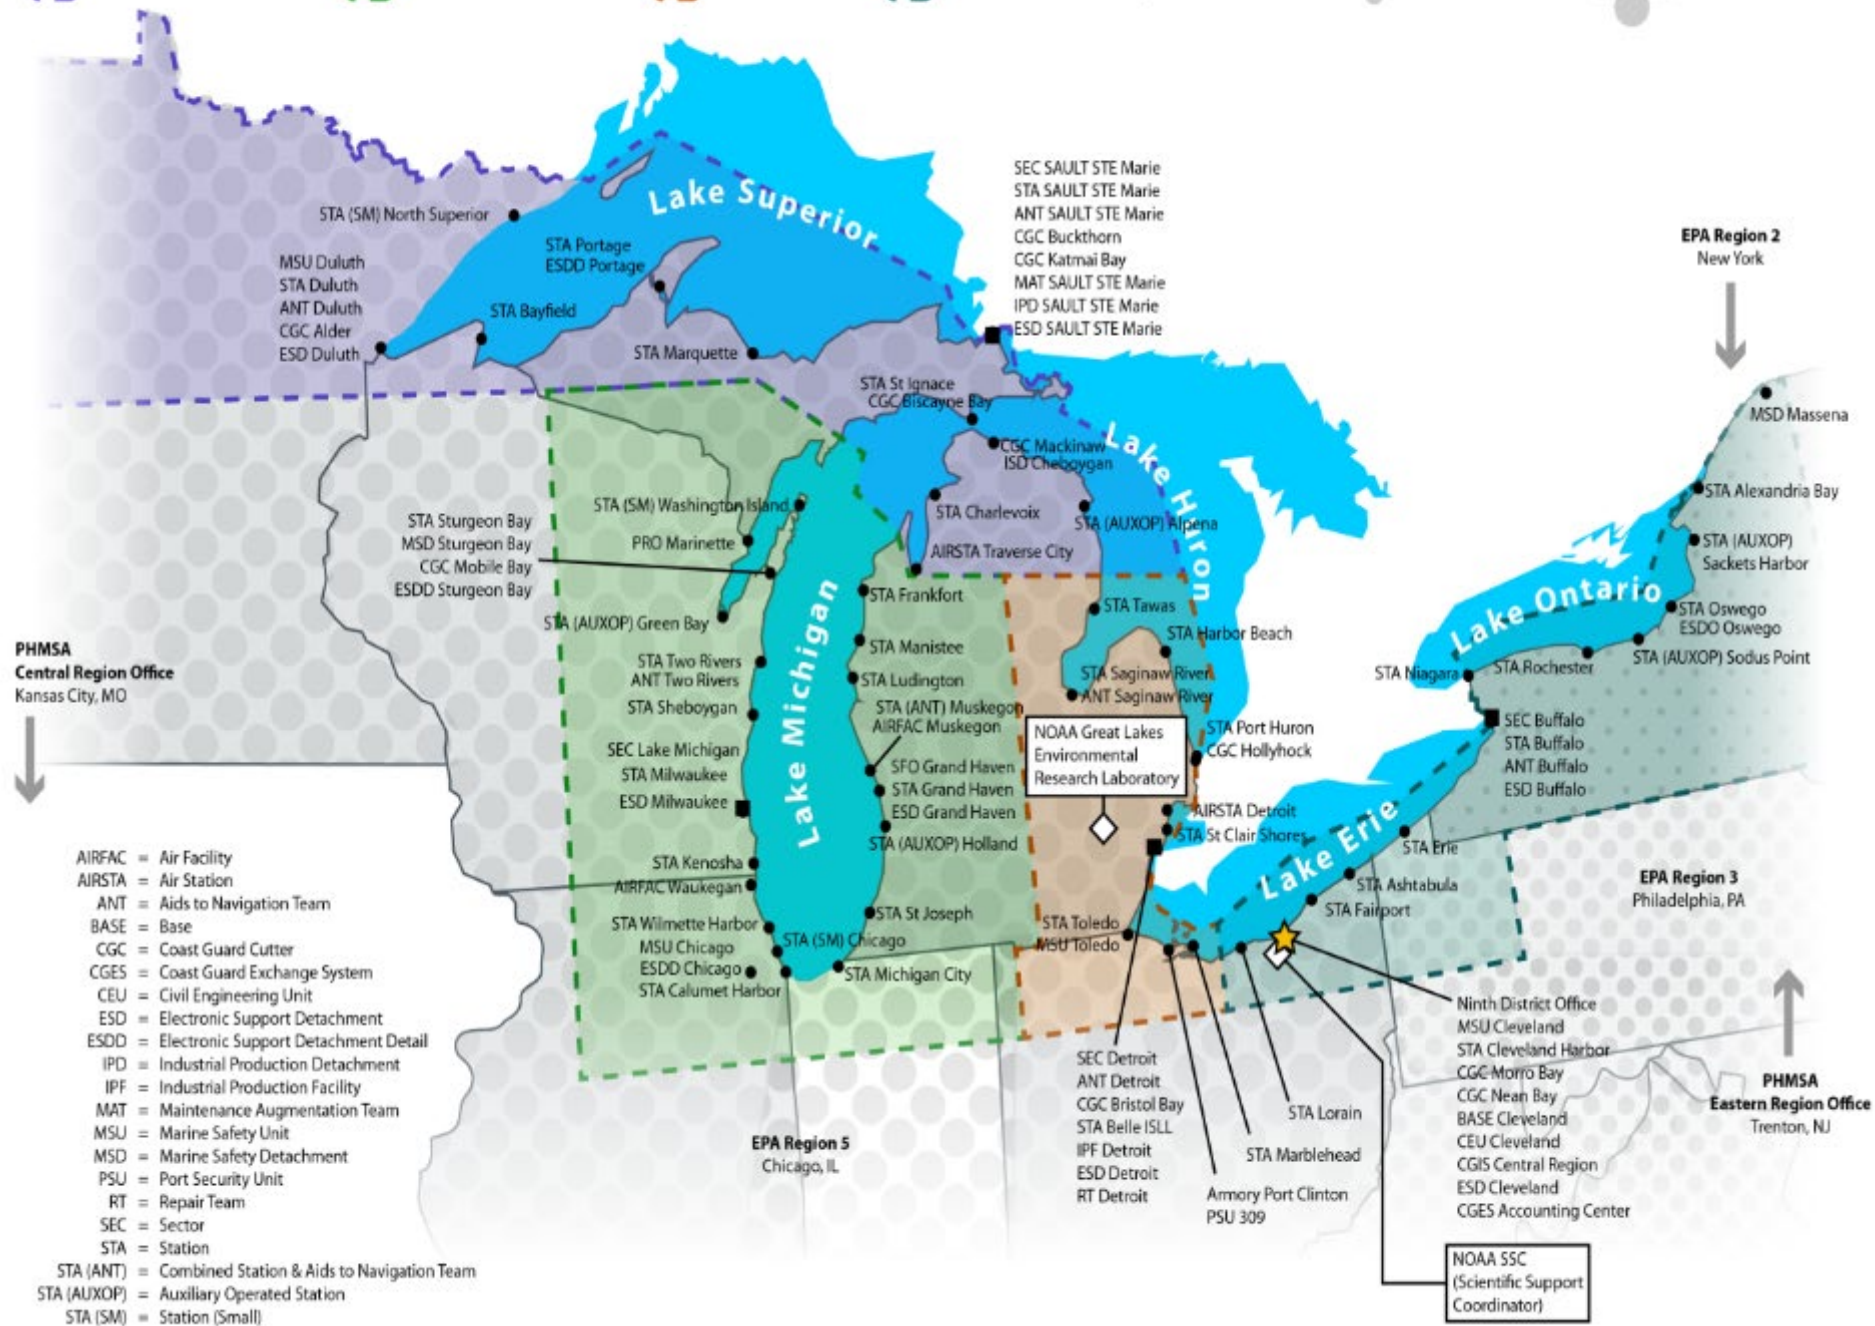 Lake Superior
SEC SAULT STE Marie
STA SAULT STE Marie
ANT SAULT STE Marie
CGC Buckthorn
CGC Katmai Bay
MAT SAULT STE Marie
IPD SAULT STE Marie
ESD SAULT STE Marie
STA (SM) North Superior
STA Portage
ESDD Portage
MSU Duluth
STA Duluth
ANT Duluth
CGC Alder
ESD Duluth
STA Bayfield
STA Marquette
STA St Ignace
CGC Biscayne Bay
CGC Mackinaw
ISD Cheboygan
Lake Hiron
STA Charlevoix
STA (AUXOP) Alpena
AIRSTA Traverse City
EPA Region 2
New York
MSD Massena
STA Alexandria Bay
STA (AUXOP)
Sackets Harbor
Lake Ontario
STA Oswego
ESDO Oswego
STA (AUXOP) Sodus Point
STA Rochester
STA Niagara
SEC Buffalo
STA Buffalo
ANT Buffalo
ESD Buffalo
STA (SM) Washington Island
STA Sturgeon Bay
MSD Sturgeon Bay
CGC Mobile Bay
ESDD Sturgeon Bay
PRO Marinette
STA (AUXOP) Green Bay
STA Two Rivers
ANT Two Rivers
STA Sheboygan
SEC Lake Michigan
STA Milwaukee
ESD Milwaukee
STA Kenosha
AIRFAC Waukegan
STA Wilmette Harbor
MSU Chicago
ESDD Chicago
STA Calumet Harbor
Lake Michigan
STA Frankfort
STA Manistee
STA Ludington
STA (ANT) Muskegon
AIRFAC Muskegon
SFO Grand Haven
STA Grand Haven
ESD Grand Haven
STA (AUXOP) Holland
STA St Joseph
STA (SM) Chicago
STA Michigan City
STA Tawas
STA Harbor Beach
STA Saginaw River
ANT Saginaw River
NOAA Great Lakes
Environmental
Research Laboratory
STA Port Huron
CGC Hollyhock
AIRSTA Detroit
STA St Clair Shores
Lake Erie
STA Erie
STA Ashtabula
STA Fairport
STA Toledo
MSU Toledo
PHMSA
Central Region Office
Kansas City, MO
EPA Region 3
Philadelphia, PA
AIRFAC = Air Facility
AIRSTA = Air Station
ANT = Aids to Navigation Team
BASE = Base
CGC = Coast Guard Cutter
CGES = Coast Guard Exchange System
CEU = Civil Engineering Unit
ESD = Electronic Support Detachment
ESDD = Electronic Support Detachment Detail
IPD = Industrial Production Detachment
IPF = Industrial Production Facility
MAT = Maintenance Augmentation Team
MSU = Marine Safety Unit
MSD = Marine Safety Detachment
PSU = Port Security Unit
RT = Repair Team
SEC = Sector
STA = Station
STA (ANT) = Combined Station & Aids to Navigation Team
STA (AUXOP) = Auxiliary Operated Station
STA (SM) = Station (Small)
EPA Region 5
Chicago, IL
SEC Detroit
ANT Detroit
CGC Bristol Bay
STA Belle ISLL
IPF Detroit
ESD Detroit
RT Detroit
STA Lorain
STA Marblehead
Armory Port Clinton
PSU 309
Ninth District Office
MSU Cleveland
STA Cleveland Harbor
CGC Morro Bay
CGC Nean Bay
BASE Cleveland
CEU Cleveland
CGIS Central Region
ESD Cleveland
CGES Accounting Center
PHMSA
Eastern Region Office
Trenton, NJ
NOAA SSC
(Scientific Support
Coordinator)